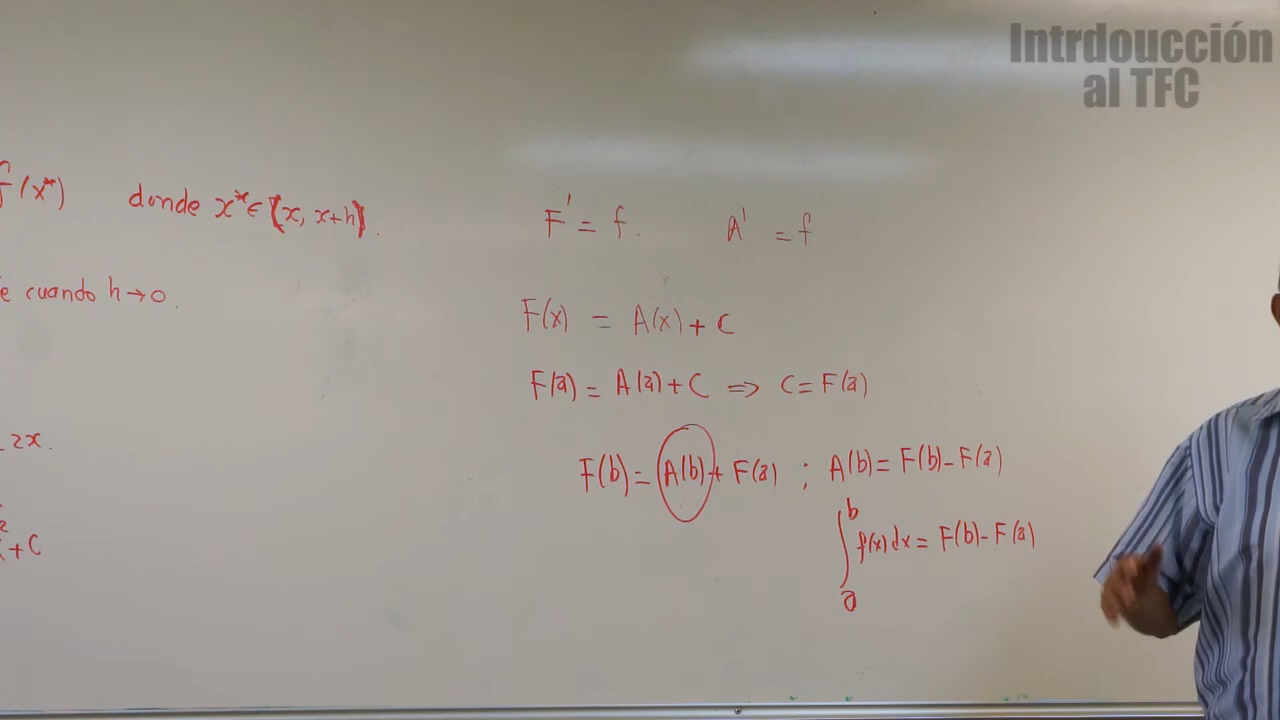 Intrdoucción
al TFC
f(x*) donde x* ∈ [x, x+h].
cuando h→0.
2x.
+C
F' = f. A' = f
F(x) = A(x) + C
F(a) = A(a) + C ⇒ C = F(a)
F(b) = A(b) + F(a) ; A(b) = F(b) - F(a)
∫_a^b f(x)dx = F(b) - F(a)